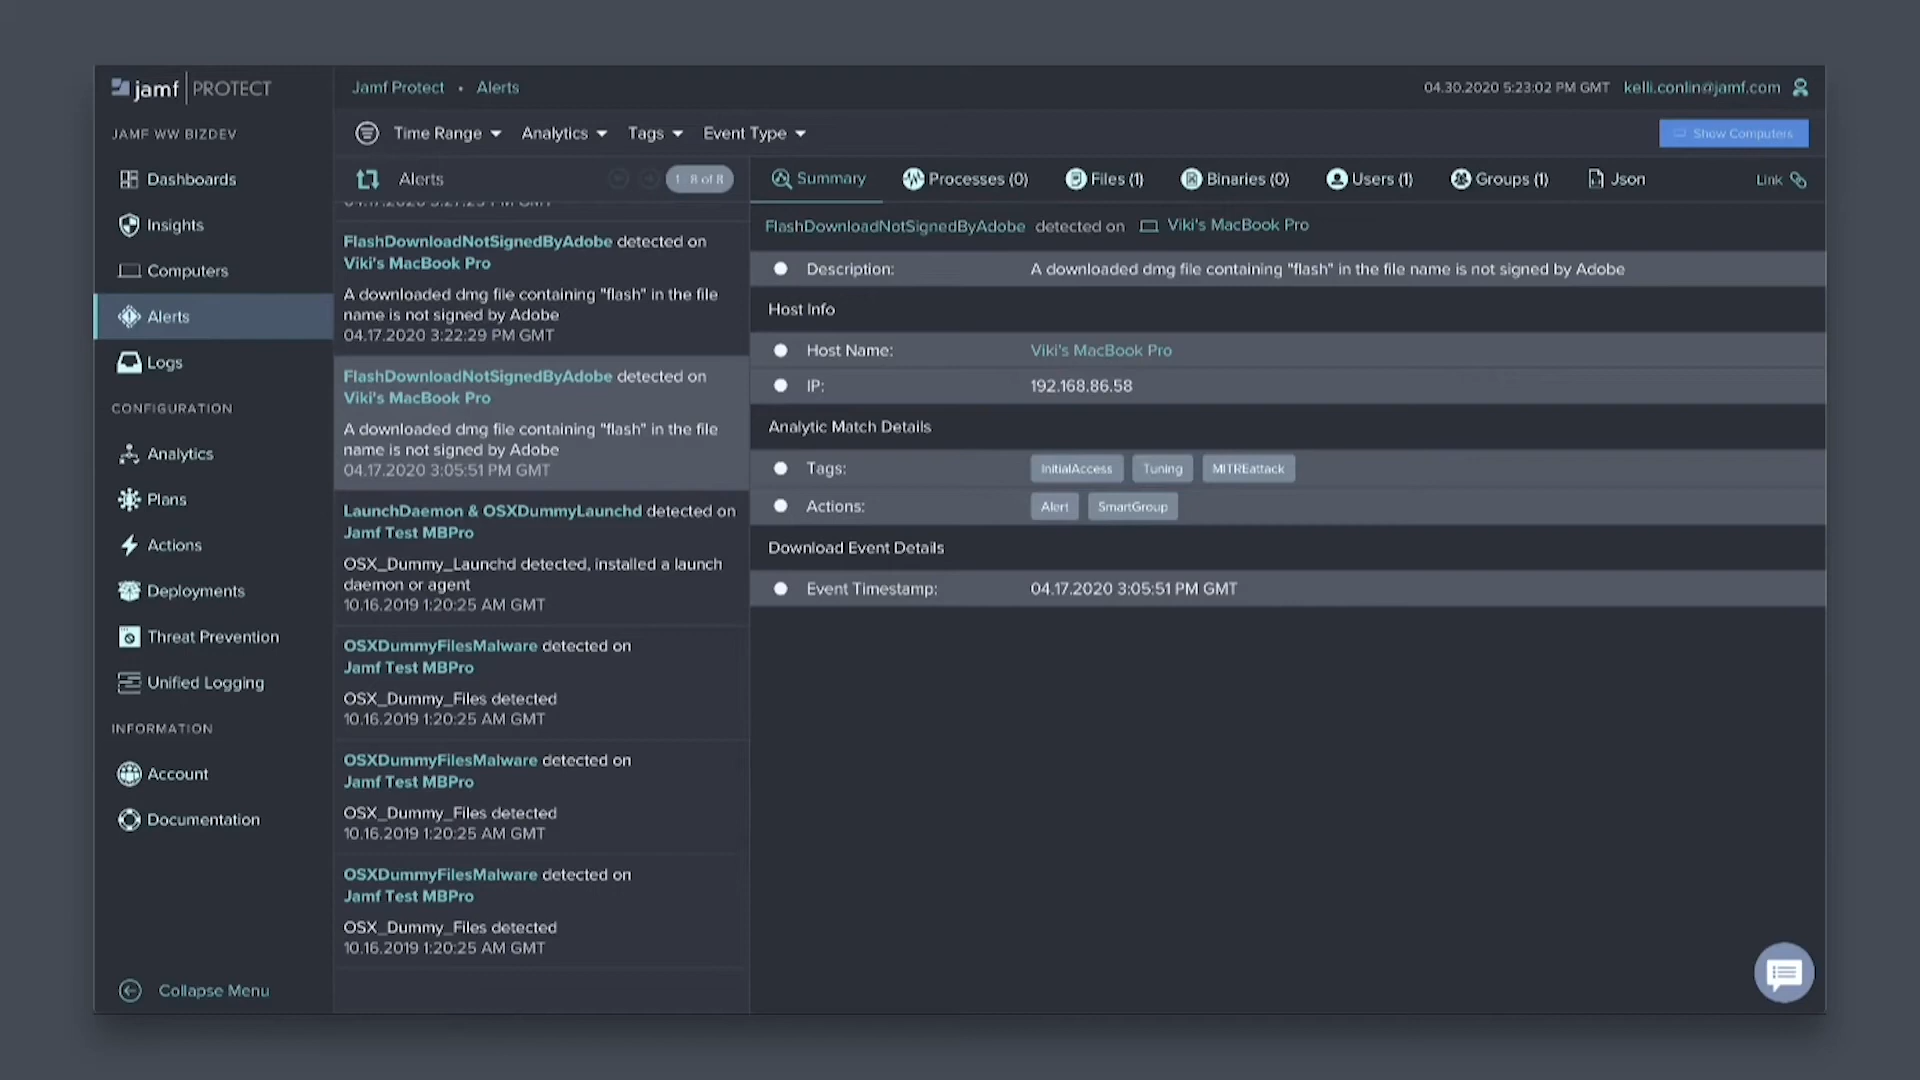 jamf | PROTECT
JAMF WW BIZDEV
Dashboards
Insights
Computers
Alerts
Logs
CONFIGURATION
Analytics
Plans
Actions
Deployments
Threat Prevention
Unified Logging
INFORMATION
Account
Documentation
Collapse Menu
Jamf Protect • Alerts
04.30.2020 5:23:02 PM GMT kelli.conlin@jamf.com
Time Range Analytics Tags Event Type
Show Computers
Alerts
1 8 of 8
FlashDownloadNotSignedByAdobe detected on
Viki's MacBook Pro
A downloaded dmg file containing "flash" in the file
name is not signed by Adobe
04.17.2020 3:22:29 PM GMT
FlashDownloadNotSignedByAdobe detected on
Viki's MacBook Pro
A downloaded dmg file containing "flash" in the file
name is not signed by Adobe
04.17.2020 3:05:51 PM GMT
LaunchDaemon & OSXDummyLaunchd detected on
Jamf Test MBPro
OSX_Dummy_Launchd detected, installed a launch
daemon or agent
10.16.2019 1:20:25 AM GMT
OSXDummyFilesMalware detected on
Jamf Test MBPro
OSX_Dummy_Files detected
10.16.2019 1:20:25 AM GMT
OSXDummyFilesMalware detected on
Jamf Test MBPro
OSX_Dummy_Files detected
10.16.2019 1:20:25 AM GMT
OSXDummyFilesMalware detected on
Jamf Test MBPro
OSX_Dummy_Files detected
10.16.2019 1:20:25 AM GMT
Summary Processes (0) Files (1) Binaries (0) Users (1) Groups (1) Json Link
FlashDownloadNotSignedByAdobe detected on Viki's MacBook Pro
Description: A downloaded dmg file containing "flash" in the file name is not signed by Adobe
Host Info
Host Name: Viki's MacBook Pro
IP: 192.168.86.58
Analytic Match Details
Tags: InitialAccess Tuning MITREattack
Actions: Alert SmartGroup
Download Event Details
Event Timestamp: 04.17.2020 3:05:51 PM GMT